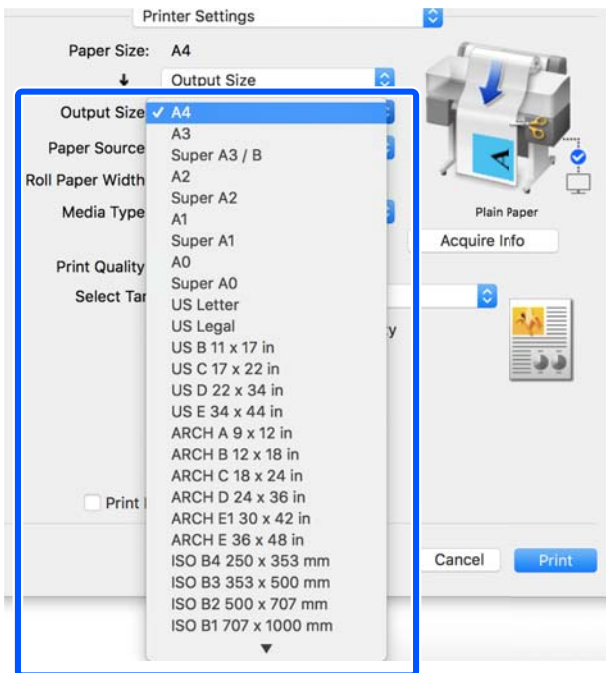 Printer Settings
Paper Size: A4
Output Size
Output Size ✓ A4
A3
Paper Source
Super A3 / B
A2
Roll Paper Width
Super A2
Media Type
A1
Plain Paper
Super A1
Acquire Info
A0
Print Quality
Super A0
Select Tar
US Letter
US Legal
y
US B 11 x 17 in
US C 17 x 22 in
US D 22 x 34 in
US E 34 x 44 in
ARCH A 9 x 12 in
ARCH B 12 x 18 in
ARCH C 18 x 24 in
ARCH D 24 x 36 in
Print
ARCH E1 30 x 42 in
ARCH E 36 x 48 in
ISO B4 250 x 353 mm
Cancel Print
ISO B3 353 x 500 mm
ISO B2 500 x 707 mm
ISO B1 707 x 1000 mm